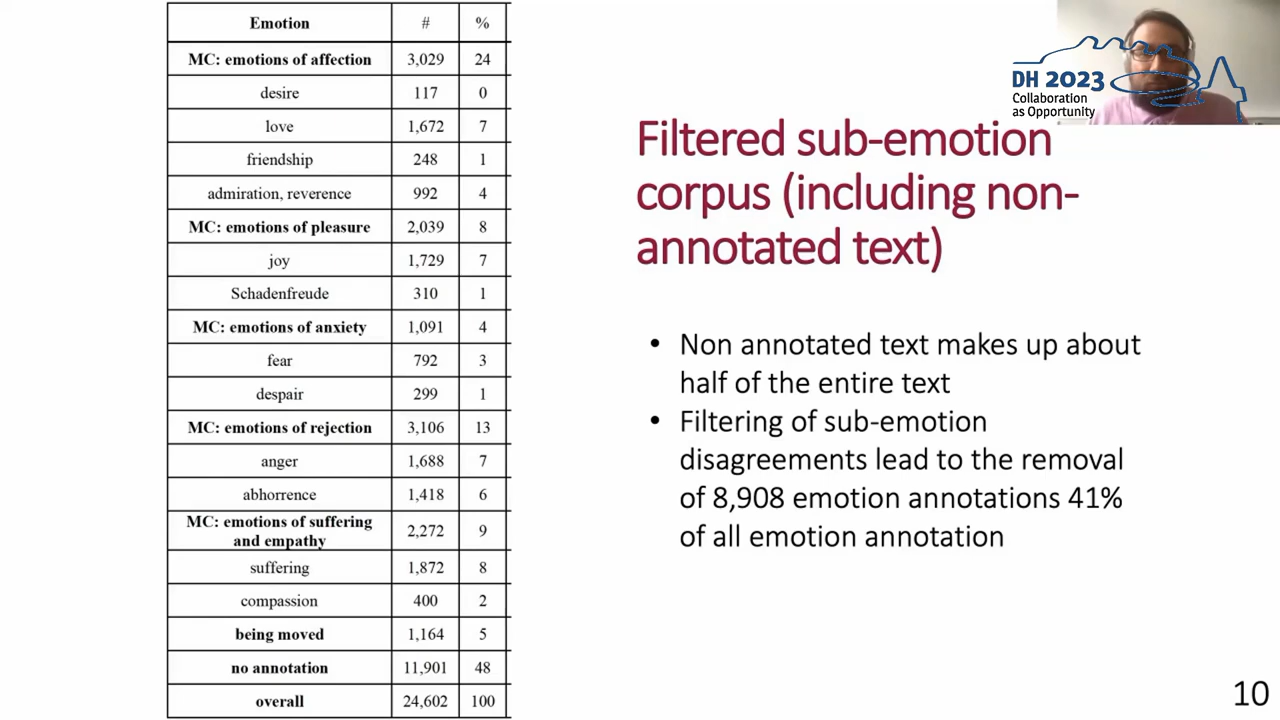 Emotion # %
MC: emotions of affection 3,029 24
desire 117 0
love 1,672 7
friendship 248 1
admiration, reverence 992 4
MC: emotions of pleasure 2,039 8
joy 1,729 7
Schadenfreude 310 1
MC: emotions of anxiety 1,091 4
fear 792 3
despair 299 1
MC: emotions of rejection 3,106 13
anger 1,688 7
abhorrence 1,418 6
MC: emotions of suffering
and empathy 2,272 9
suffering 1,872 8
compassion 400 2
being moved 1,164 5
no annotation 11,901 48
overall 24,602 100
DH 2023
Collaboration
as Opportunity
Filtered sub-emotion
corpus (including non-
annotated text)
• Non annotated text makes up about
half of the entire text
• Filtering of sub-emotion
disagreements lead to the removal
of 8,908 emotion annotations 41%
of all emotion annotation
10